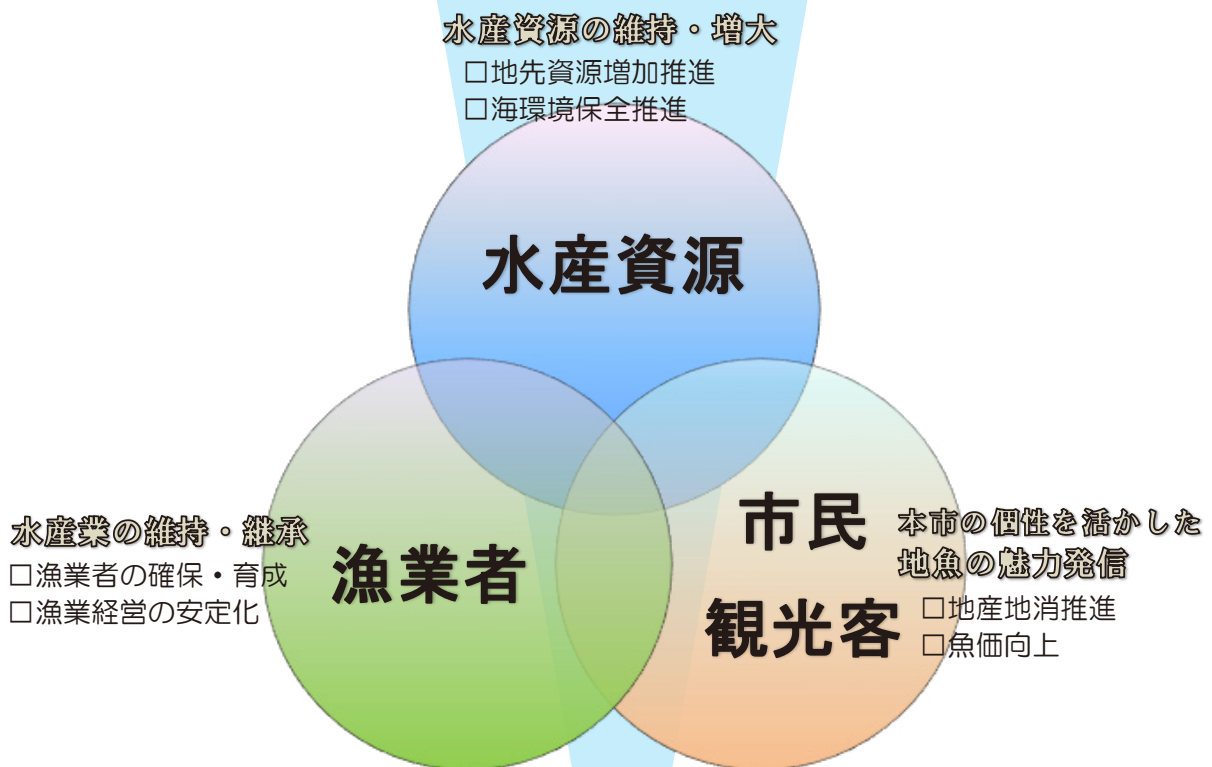 水産資源の維持・増大
□地先資源増加推進
□海環境保全推進
水産資源
水産業の維持・継承
□漁業者の確保・育成
□漁業経営の安定化
漁業者
市民
観光客
本市の個性を活かした
地魚の魅力発信
□地産地消推進
□魚価向上